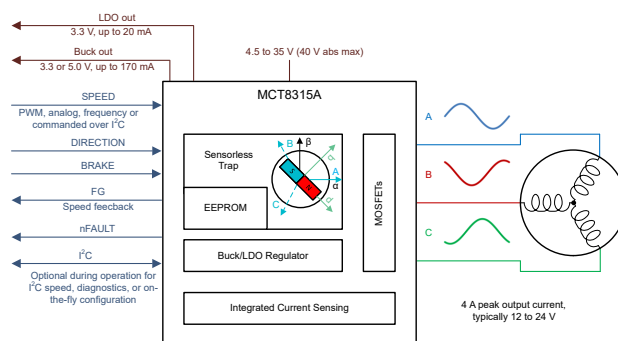 LDO out
3.3 V, up to 20 mA
Buck out
3.3 or 5.0 V, up to 170 mA
4.5 to 35 V (40 V abs max)
MCT8315A
SPEED
PWM, analog, frequency or
commanded over I²C
DIRECTION
BRAKE
FG
Speed feecback
nFAULT
I²C
Optional during operation for
I²C speed, diagnostics, or on-
the-fly configuration
Sensorless
Trap
EEPROM
β
B
q
A
α
C
d
S
N
MOSFETs
Buck/LDO Regulator
Integrated Current Sensing
A
B
C
4 A peak output current,
typically 12 to 24 V